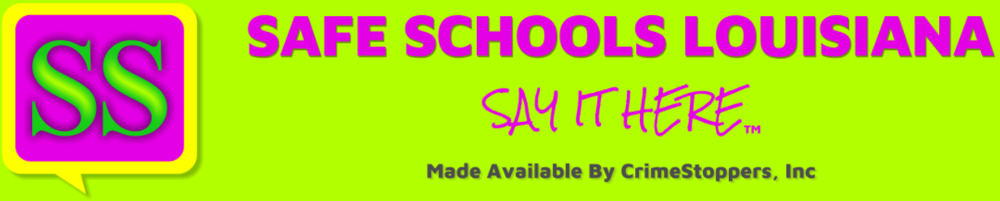 SS
SAFE SCHOOLS LOUISIANA
SAY IT HERE™
Made Available By CrimeStoppers, Inc